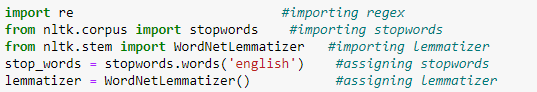 import re                          #importing regex
from nltk.corpus import stopwords    #importing stopwords
from nltk.stem import WordNetLemmatizer   #importing lemmatizer
stop_words = stopwords.words('english')    #assigning stopwords
lemmatizer = WordNetLemmatizer()           #assigning lemmatizer